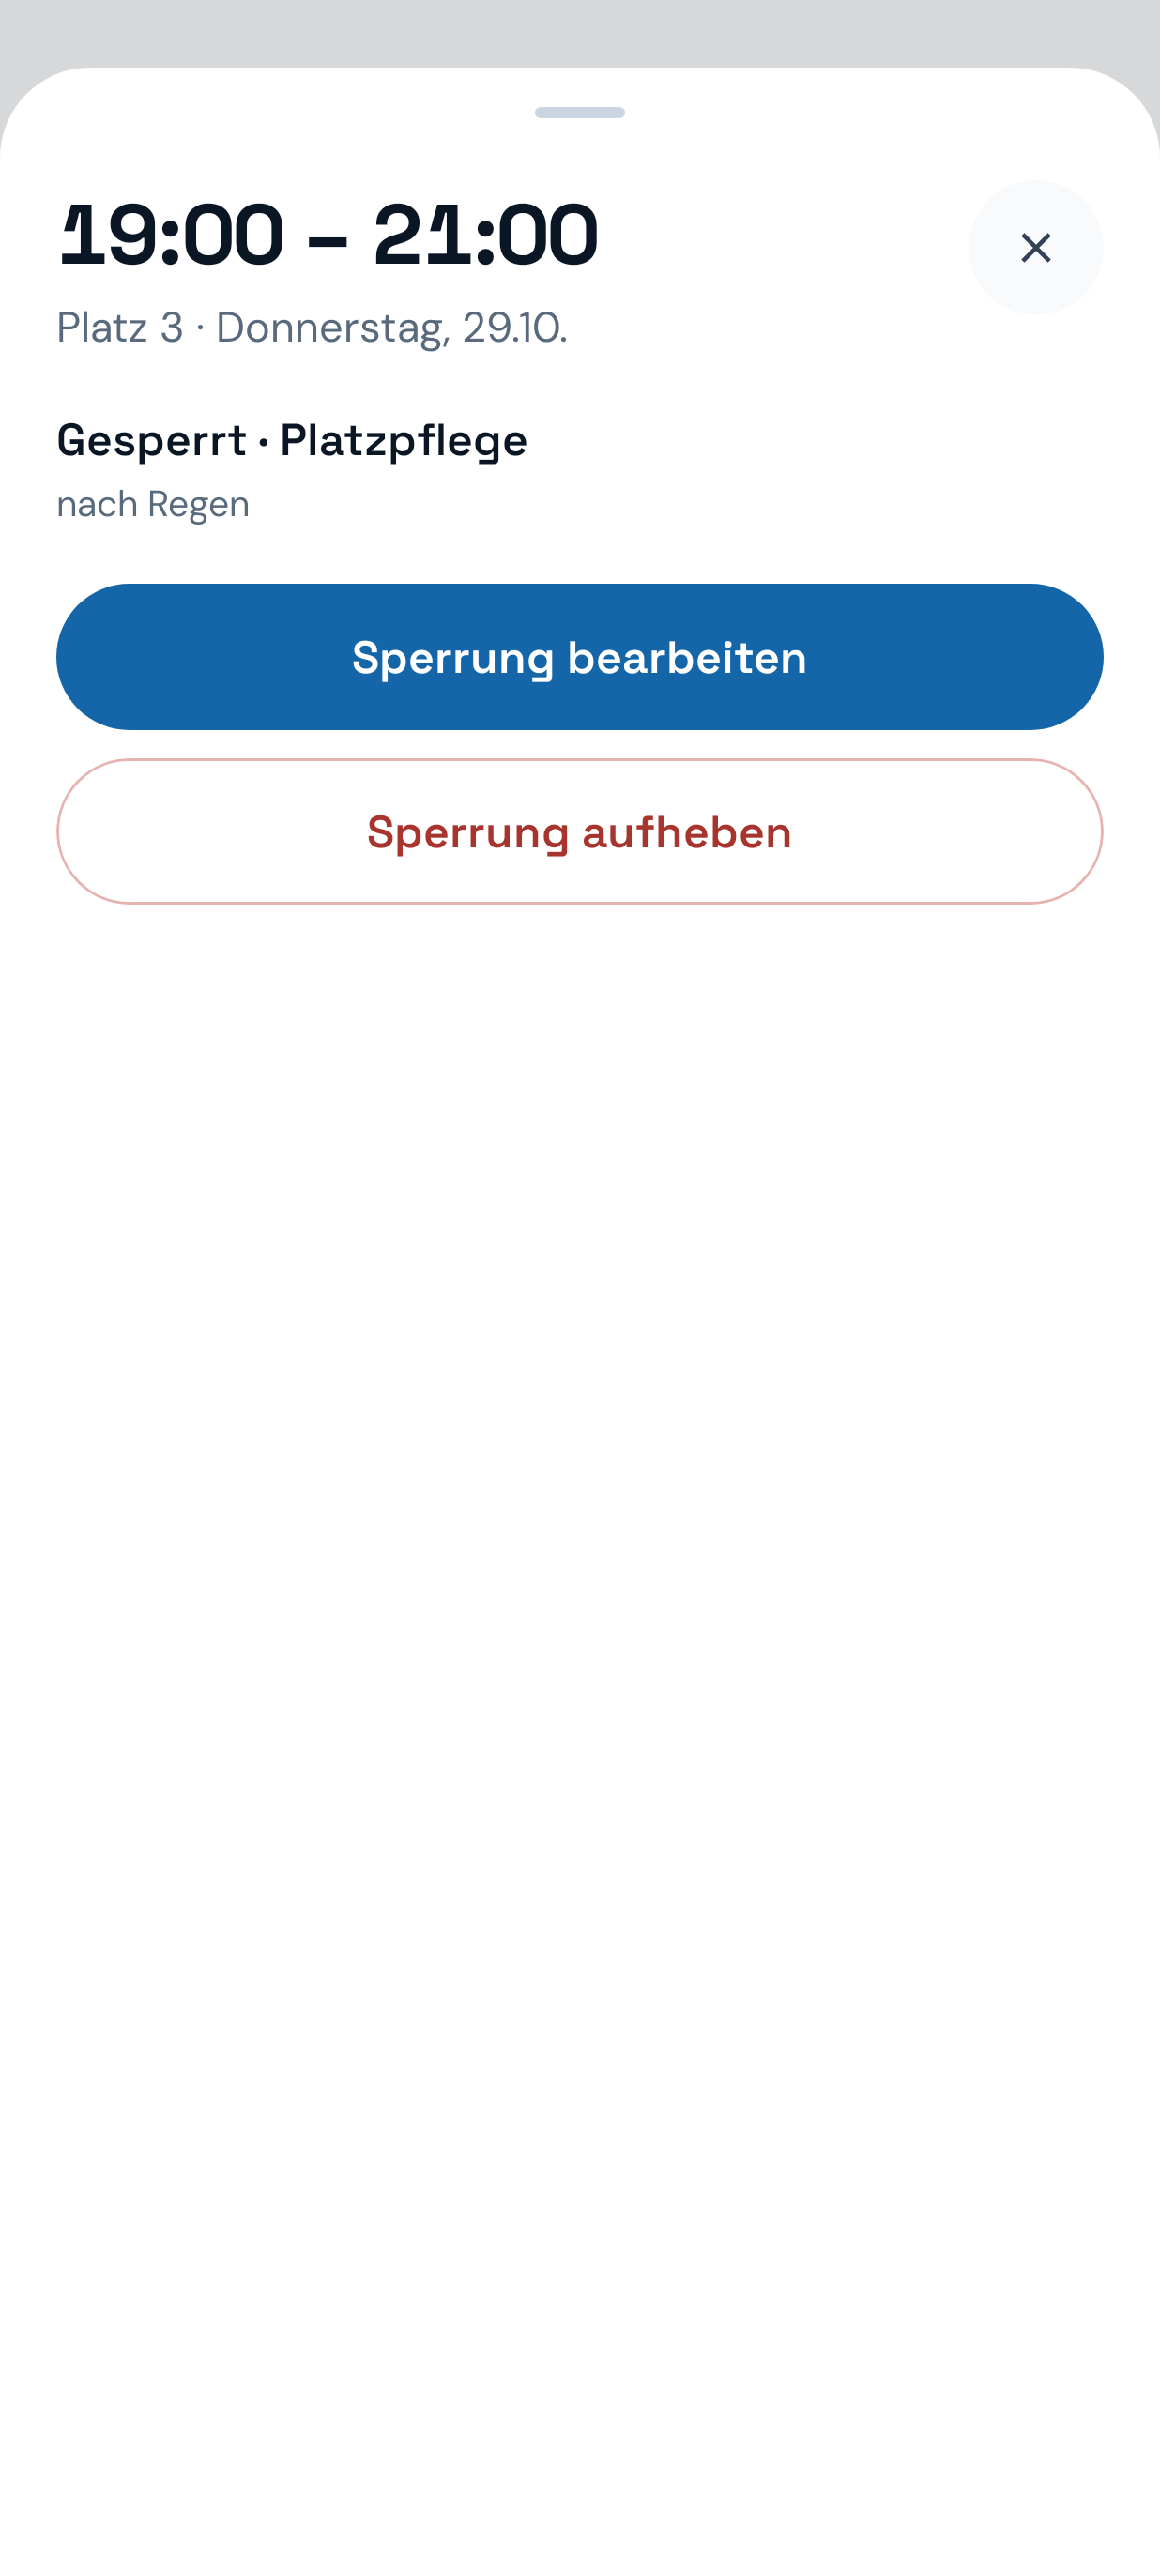 19:00 – 21:00
Platz 3 · Donnerstag, 29.10.
Gesperrt · Platzpflege
nach Regen
Sperrung bearbeiten
Sperrung aufheben